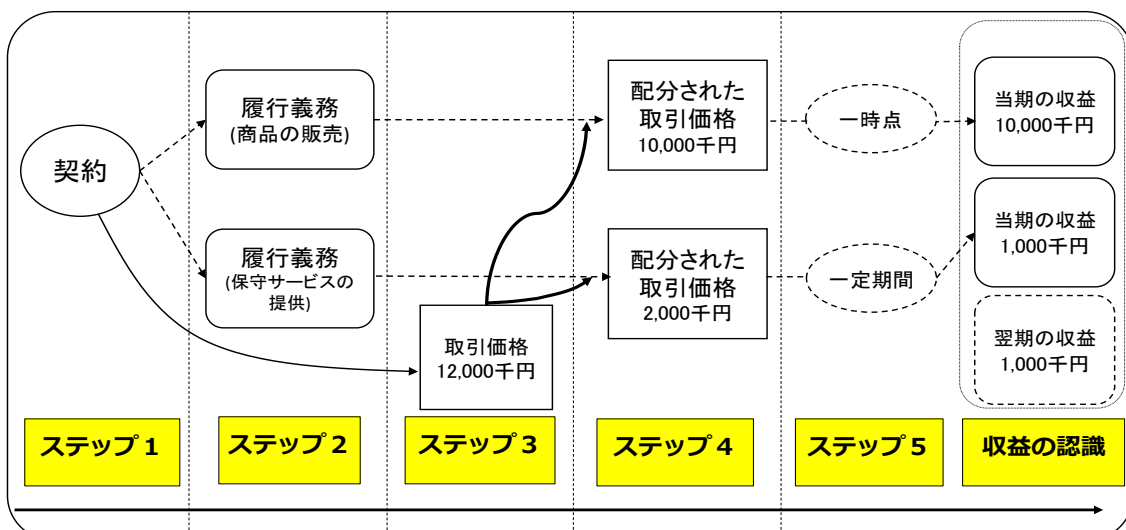 契約
履行義務
(商品の販売)
履行義務
(保守サービスの
提供)
取引価格
12,000千円
配分された
取引価格
10,000千円
配分された
取引価格
2,000千円
一時点
一定期間
当期の収益
10,000千円
当期の収益
1,000千円
翌期の収益
1,000千円
ステップ1
ステップ2
ステップ3
ステップ4
ステップ5
収益の認識